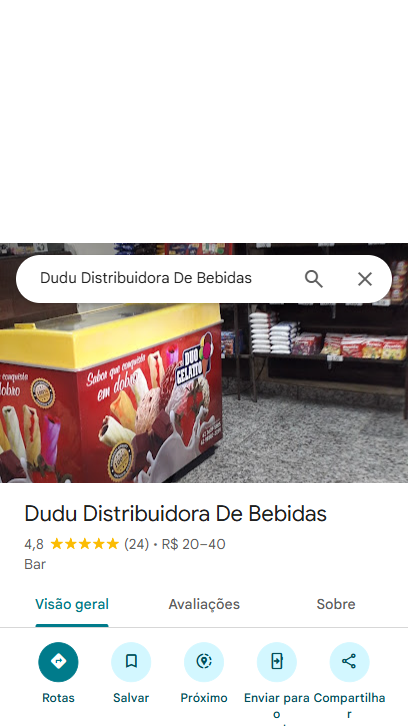 Dudu Distribuidora De Bebidas
Sabor que conquista
em dobro
DUO
GELATTO
Dudu Distribuidora De Bebidas
4,8 (24) • R$ 20–40
Bar
Visão geral Avaliações Sobre
Rotas Salvar Próximo Enviar para o Compartilhar